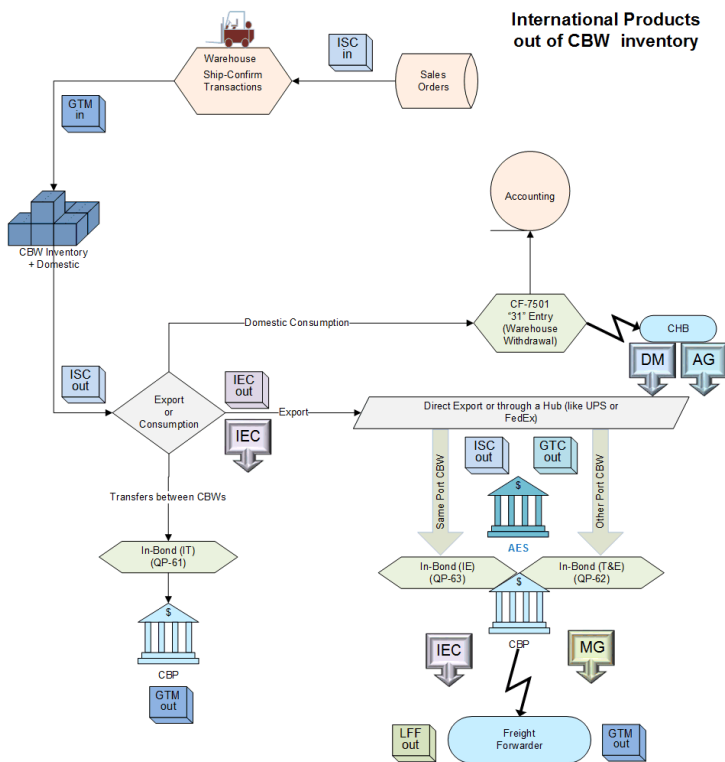 International Products
out of CBW inventory
Warehouse
Ship-Confirm
Transactions
ISC
in
Sales
Orders
GTM
in
CBW Inventory
+ Domestic
Accounting
CF-7501
"31" Entry
(Warehouse
Withdrawal)
Domestic Consumption
CHB
DM
AG
ISC
out
Export
or
Consumption
IEC
out
Export
IEC
Direct Export or through a Hub (like UPS or
FedEx)
Same Port CBW
ISC
out
GTC
out
Other Port CBW
$
AES
Transfers between CBWs
In-Bond (IT)
(QP-61)
In-Bond (IE)
(QP-63)
In-Bond (T&E)
(QP-62)
$
CBP
$
CBP
IEC
MG
GTM
out
LFF
out
Freight
Forwarder
GTM
out